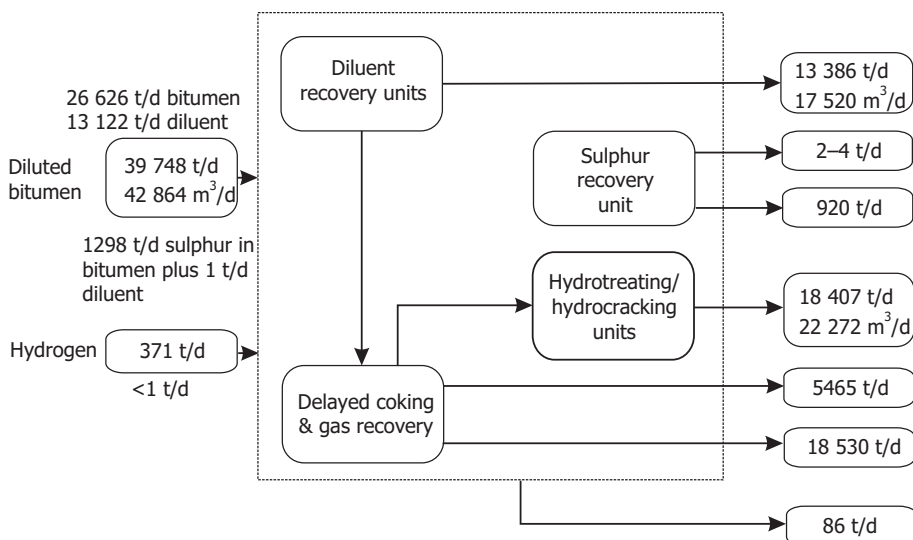 26 626 t/d bitumen
13 122 t/d diluent
Diluted
bitumen
39 748 t/d
42 864 m³/d
1298 t/d sulphur in
bitumen plus 1 t/d
diluent
Hydrogen
371 t/d
<1 t/d
Diluent
recovery units
Sulphur
recovery
unit
Hydrotreating/
hydrocracking
units
Delayed coking
& gas recovery
13 386 t/d
17 520 m³/d
2–4 t/d
920 t/d
18 407 t/d
22 272 m³/d
5465 t/d
18 530 t/d
86 t/d